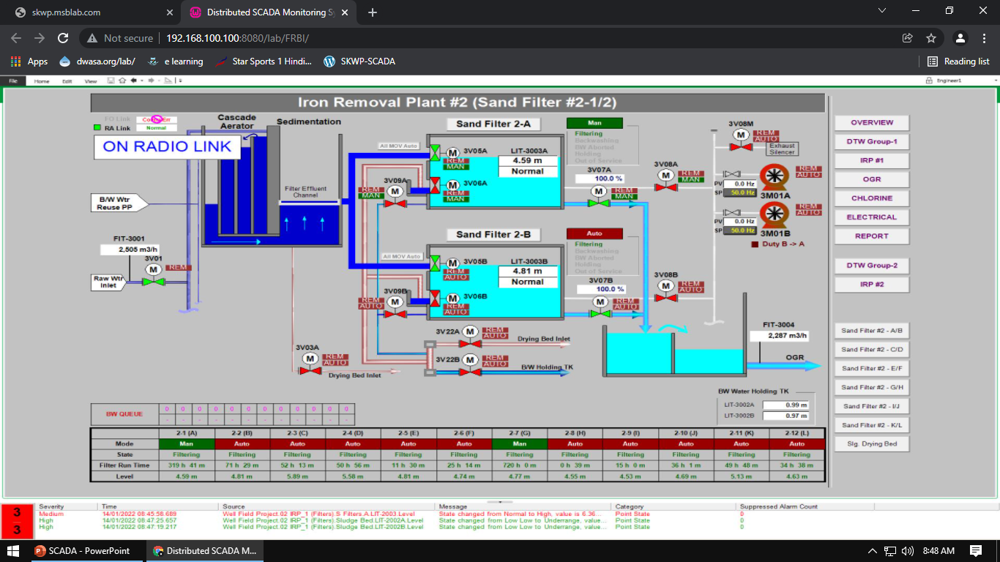 skwp.msblab.com
Distributed SCADA Monitoring Sy
Not secure 192.168.100.100:8080/lab/FRBI/
Apps dwasa.org/lab/ e learning Star Sports 1 Hindi... SKWP-SCADA Reading list
File Home Edit View Engineer1
Iron Removal Plant #2 (Sand Filter #2-1/2)
FO Link
RA Link Normal
ON RADIO LINK
Cascade
Aerator
Sedimentation
Filter Effluent
Channel
B/W Wtr
Reuse PP
FIT-3001
2,505 m3/h
3V01
REM
Raw Wtr
Inlet
3V03A
REM
AUTO
Drying Bed Inlet
Sand Filter 2-A
All MOV Auto
3V05A
REM
MAN
LIT-3003A
4.59 m
Normal
3V06A
REM
MAN
3V09A
REM
MAN
Man
Filtering
Backwashing
BW Aborted
Holding
Out of Service
3V07A
100.0 %
REM
MAN
3V08A
REM
MAN
3V08M
REM
AUTO
Exhaust
Silencer
PV 0.0 Hz
SP 50.0 Hz
3M01A
REM
AUTO
PV 0.0 Hz
SP 50.0 Hz
3M01B
REM
AUTO
Duty B -> A
Sand Filter 2-B
All MOV Auto
3V05B
REM
AUTO
LIT-3003B
4.81 m
Normal
3V06B
REM
AUTO
3V09B
REM
AUTO
Auto
Filtering
Backwashing
BW Aborted
Holding
Out of Service
3V07B
100.0 %
REM
AUTO
3V08B
REM
AUTO
3V22A
REM
AUTO
Drying Bed Inlet
3V22B
REM
AUTO
B/W Holding TK
FIT-3004
2,287 m3/h
OGR
BW Water Holding TK
LIT-3002A 0.99 m
LIT-3002B 0.97 m
OVERVIEW
DTW Group-1
IRP #1
OGR
CHLORINE
ELECTRICAL
REPORT
DTW Group-2
IRP #2
Sand Filter #2 - A/B
Sand Filter #2 - C/D
Sand Filter #2 - E/F
Sand Filter #2 - G/H
Sand Filter #2 - I/J
Sand Filter #2 - K/L
Slg. Drying Bed
BW QUEUE 0 0 0 0 0 0 0 0 0 0 0 0
- - - - - - - - - - - -
2-1 (A) 2-2 (B) 2-3 (C) 2-4 (D) 2-5 (E) 2-6 (F) 2-7 (G) 2-8 (H) 2-9 (I) 2-10 (J) 2-11 (K) 2-12 (L)
Mode Man Auto Auto Auto Auto Auto Man Auto Auto Auto Auto Auto
State Filtering Filtering Filtering Filtering Filtering Filtering Filtering Filtering Filtering Filtering Filtering Filtering
Filter Run Time 319 h 41 m 71 h 29 m 52 h 13 m 50 h 56 m 11 h 30 m 25 h 14 m 720 h 0 m 0 h 39 m 15 h 0 m 36 h 1 m 49 h 48 m 34 h 38 m
Level 4.59 m 4.81 m 5.89 m 5.58 m 4.81 m 4.74 m 4.77 m 4.55 m 4.53 m 4.69 m 5.13 m 4.63 m
3
3
Severity Time Source Message Category Suppressed Alarm Count
Medium 14/01/2022 08:45:58.689 Well Field Project.02 IRP_1 (Filters).S Filters.A.LIT-2003.Level State changed from Normal to High, value is 6.36... Point State 0
High 14/01/2022 08:47:25.657 Well Field Project.02 IRP_1 (Filters).Sludge Bed.LIT-2002A.Level State changed from Low Low to Underrange, value... Point State 0
High 14/01/2022 08:47:19.217 Well Field Project.02 IRP_1 (Filters).Sludge Bed.LIT-2002B.Level State changed from Low Low to Underrange, value... Point State 0
SCADA - PowerPoint Distributed SCADA M... 8:48 AM